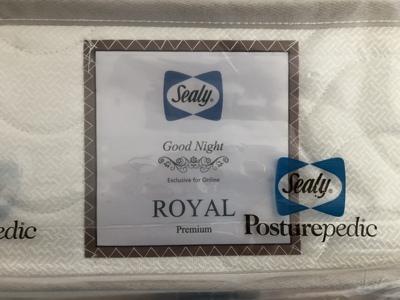 Sealy
Good Night
Exclusive for Online
ROYAL
Premium
Sealy
Posturepedic
edic